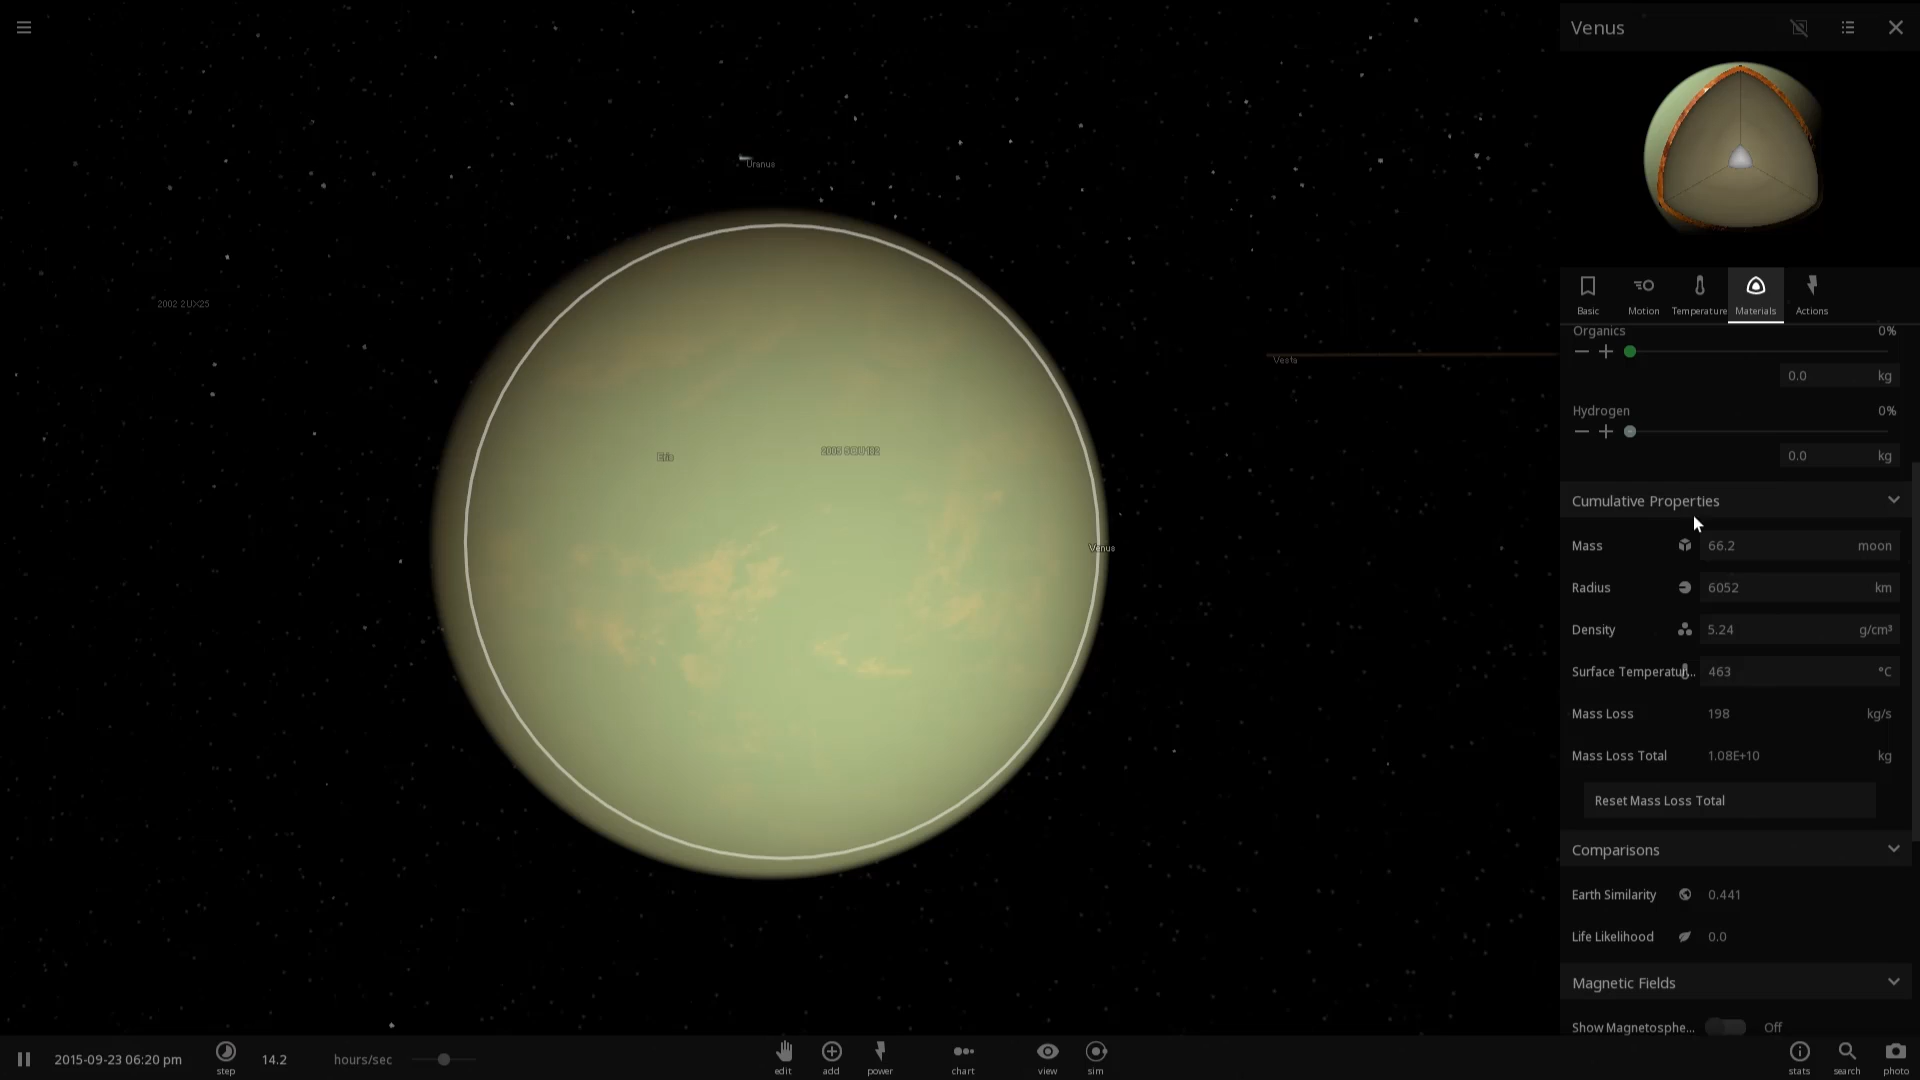 Venus
Uranus
2002 2UX25
Vesta
Eris
Venus
Basic
Motion
Temperature
Materials
Actions
Organics 0%
0.0 kg
Hydrogen 0%
0.0 kg
Cumulative Properties
Mass 66.2 moon
Radius 6052 km
Density 5.24 g/cm³
Surface Temperatur... 463 °C
Mass Loss 198 kg/s
Mass Loss Total 1.08E+10 kg
Reset Mass Loss Total
Comparisons
Earth Similarity 0.441
Life Likelihood 0.0
Magnetic Fields
Show Magnetosphe... Off
2015-09-23 06:20 pm
step
14.2 hours/sec
edit
add
power
chart
view
sim
stats
search
photo